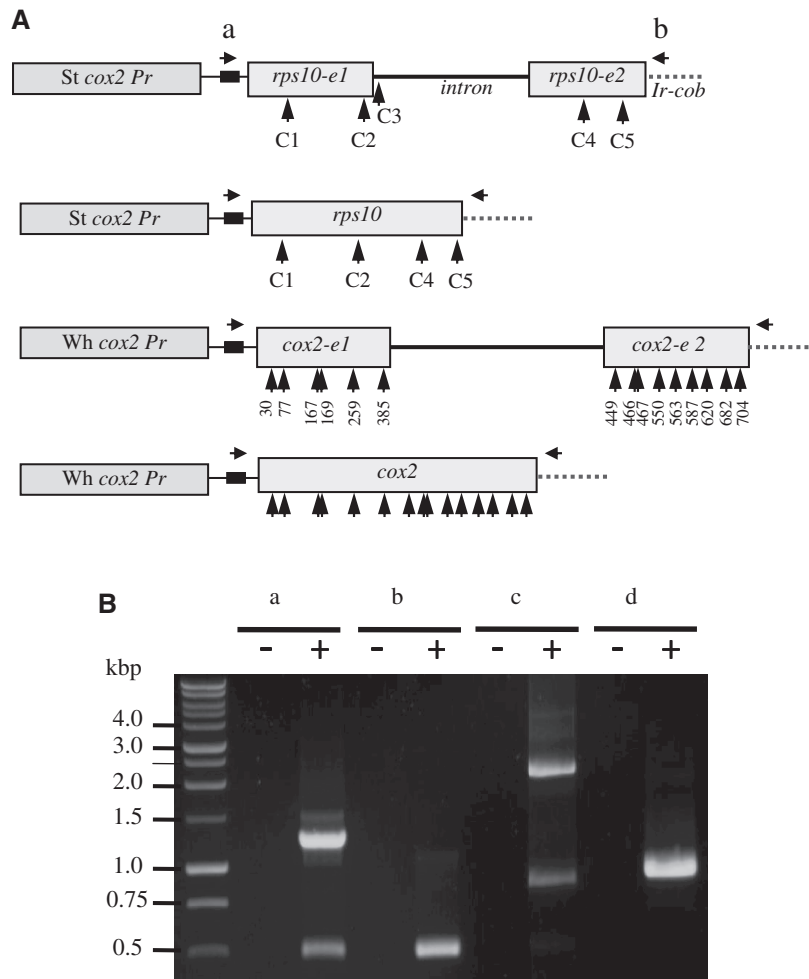 A
a b
St cox2 Pr rps10-e1 intron rps10-e2 Ir-cob
C1 C2 C3 C4 C5
St cox2 Pr rps10
C1 C2 C4 C5
Wh cox2 Pr cox2-e1 cox2-e 2
30 77 167 169 259 385 449 466 467 550 563 587 620 682 704
Wh cox2 Pr cox2
B
a b c d
- + - + - + - +
kbp
4.0
3.0
2.0
1.5
1.0
0.75
0.5